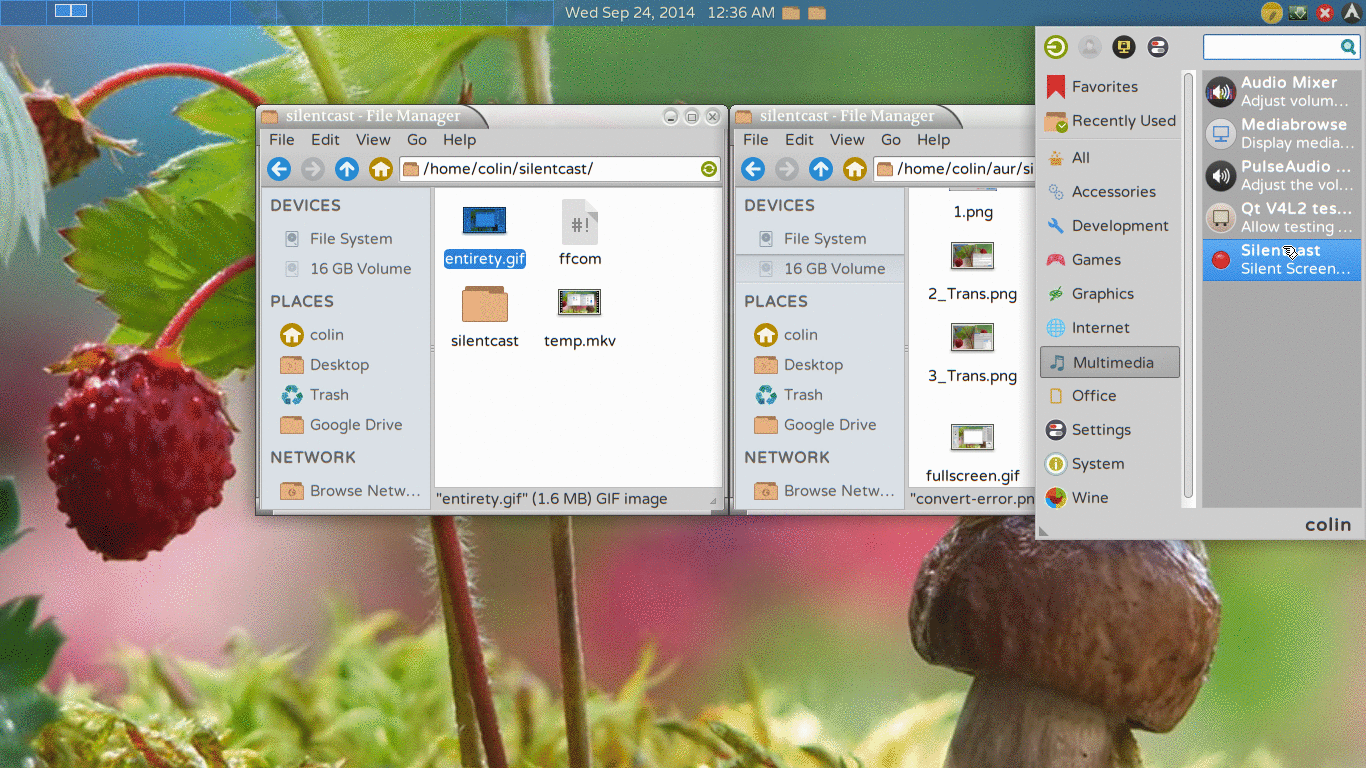 Wed Sep 24, 2014 12:36 AM
silentcast - File Manager
File Edit View Go Help
/home/colin/silentcast/
DEVICES
File System
16 GB Volume
PLACES
colin
Desktop
Trash
Google Drive
NETWORK
Browse Netw...
entirety.gif
ffcom
#!
silentcast
temp.mkv
"entirety.gif" (1.6 MB) GIF image
silentcast - File Manager
File Edit View Go Help
/home/colin/aur/si
DEVICES
File System
16 GB Volume
PLACES
colin
Desktop
Trash
Google Drive
NETWORK
Browse Netw...
1.png
2_Trans.png
3_Trans.png
fullscreen.gif
"convert-error.pn
Favorites
Recently Used
All
Accessories
Development
Games
Graphics
Internet
Multimedia
Office
Settings
System
Wine
Audio Mixer
Adjust volum...
Mediabrowse
Display media...
PulseAudio ...
Adjust the vol...
Qt V4L2 tes...
Allow testing ...
Silentcast
Silent Screen...
colin